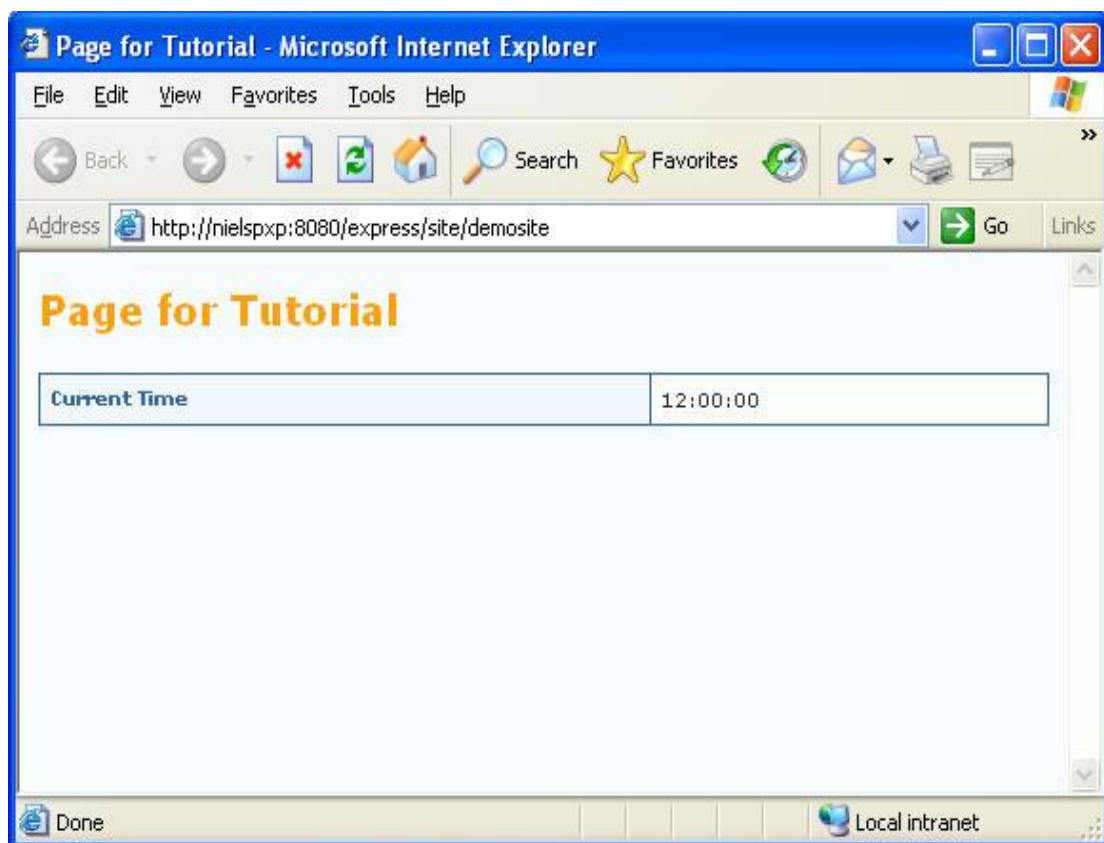 Page for Tutorial - Microsoft Internet Explorer
File Edit View Favorites Tools Help
Back Search Favorites »
Address http://nielspxp:8080/express/site/demosite Go Links
Page for Tutorial
Current Time 12:00:00
Done Local intranet